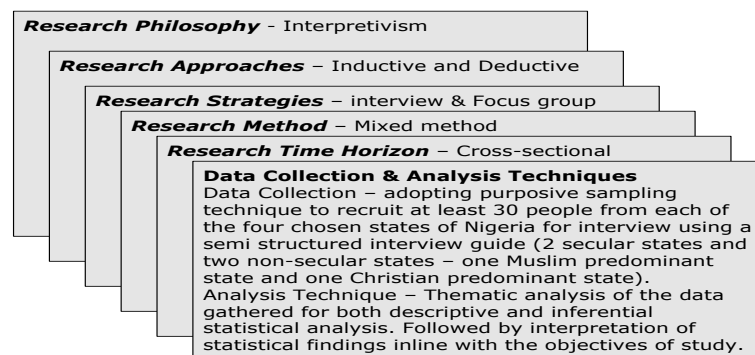 Research Philosophy - Interpretivism
Research Approaches – Inductive and Deductive
Research Strategies – interview & Focus group
Research Method – Mixed method
Research Time Horizon – Cross-sectional
Data Collection & Analysis Techniques
Data Collection – adopting purposive sampling
technique to recruit at least 30 people from each of
the four chosen states of Nigeria for interview using a
semi structured interview guide (2 secular states and
two non-secular states – one Muslim predominant
state and one Christian predominant state).
Analysis Technique – Thematic analysis of the data
gathered for both descriptive and inferential
statistical analysis. Followed by interpretation of
statistical findings inline with the objectives of study.